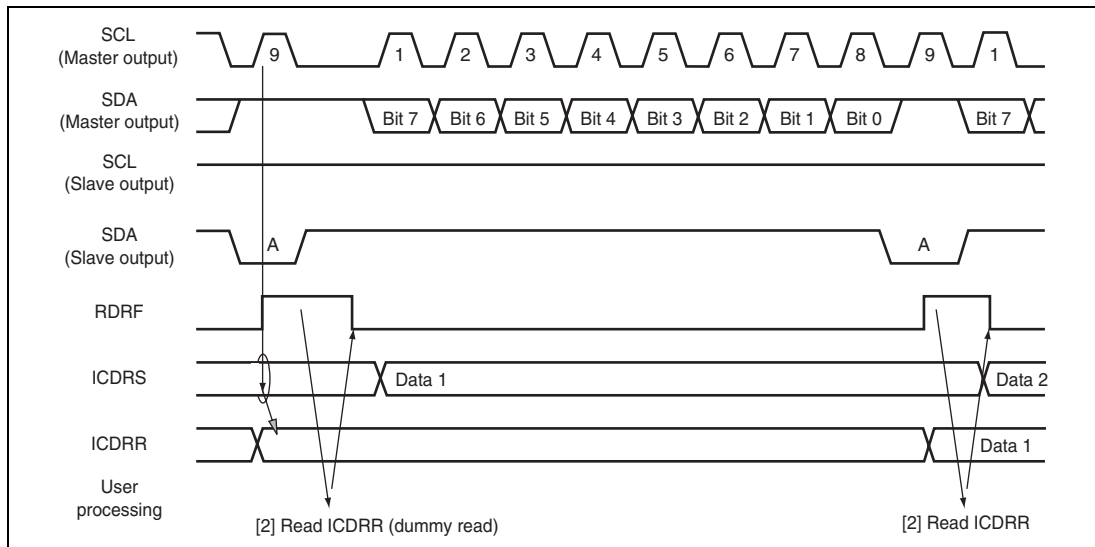 SCL
(Master output)
9 1 2 3 4 5 6 7 8 9 1
SDA
(Master output)
Bit 7 Bit 6 Bit 5 Bit 4 Bit 3 Bit 2 Bit 1 Bit 0 Bit 7
SCL
(Slave output)
SDA
(Slave output)
A A
RDRF
ICDRS
Data 1 Data 2
ICDRR
Data 1
User
processing
[2] Read ICDRR (dummy read) [2] Read ICDRR